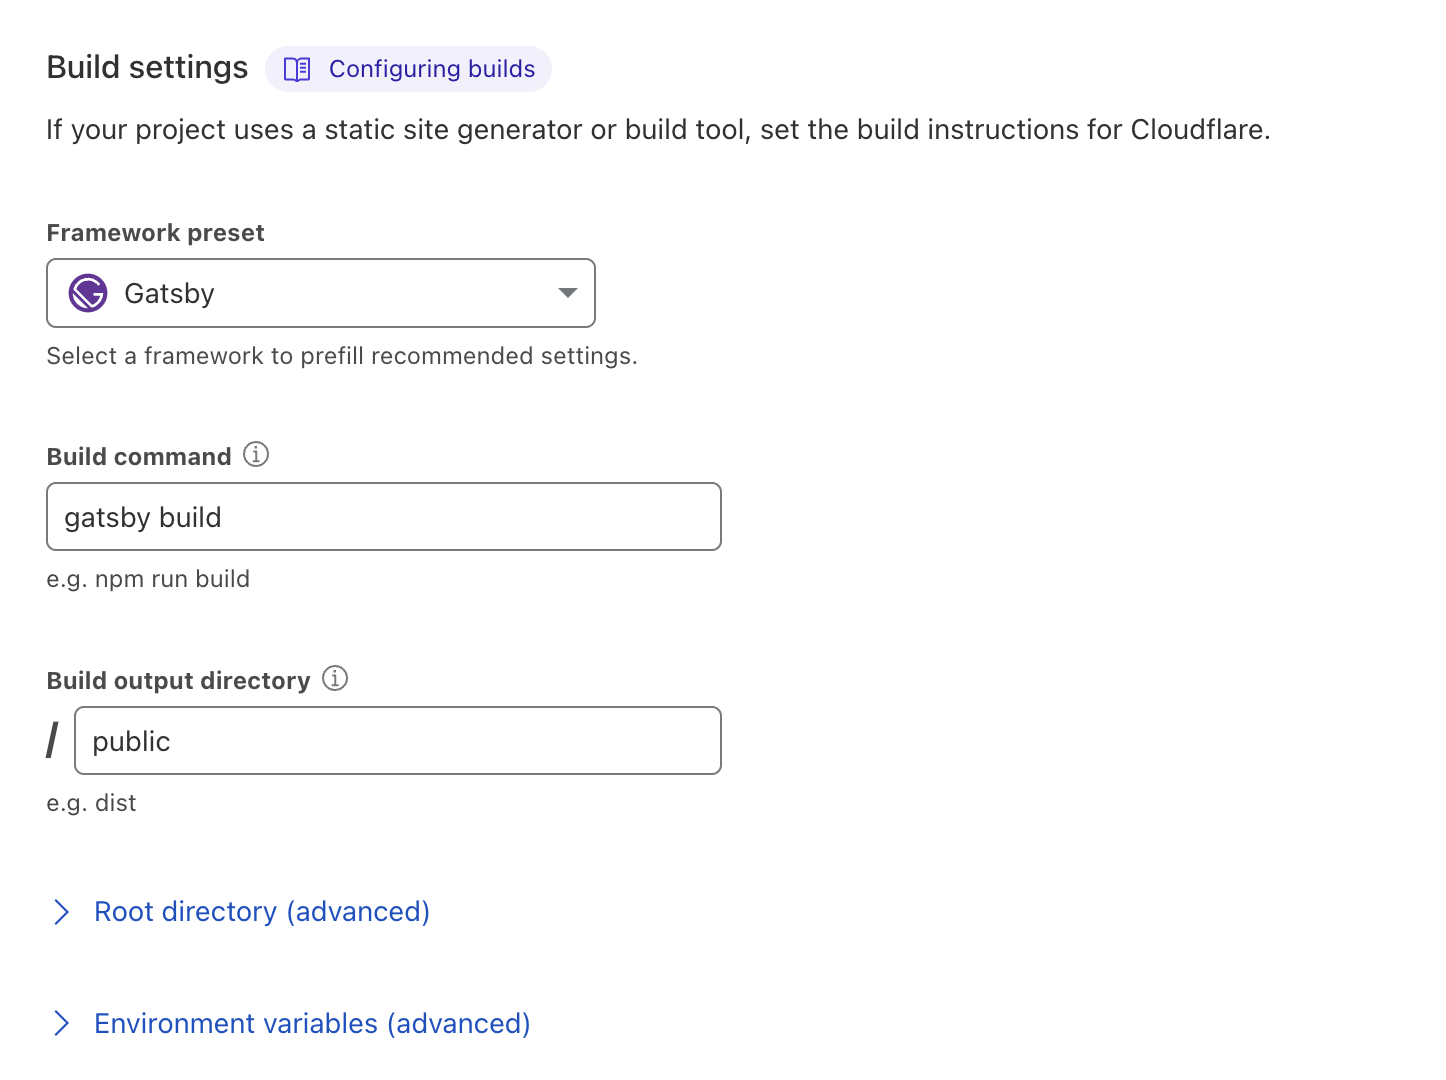 Build settings Configuring builds
If your project uses a static site generator or build tool, set the build instructions for Cloudflare.
Framework preset
Gatsby
Select a framework to prefill recommended settings.
Build command
gatsby build
e.g. npm run build
Build output directory
/ public
e.g. dist
Root directory (advanced)
Environment variables (advanced)